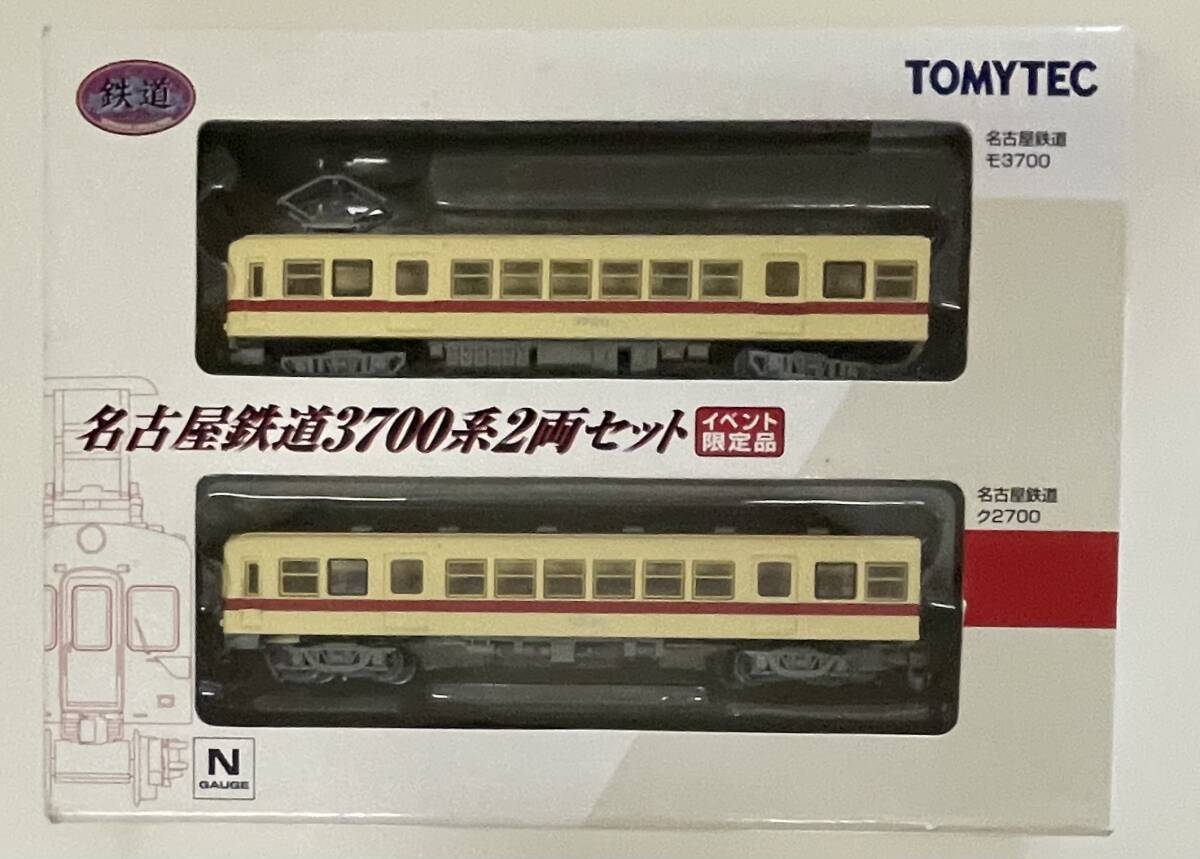 鉄道
TOMYTEC
名古屋鉄道
モ3700
名古屋鉄道3700系2両セット
イベント
限定品
名古屋鉄道
ク2700
N
GAUGE